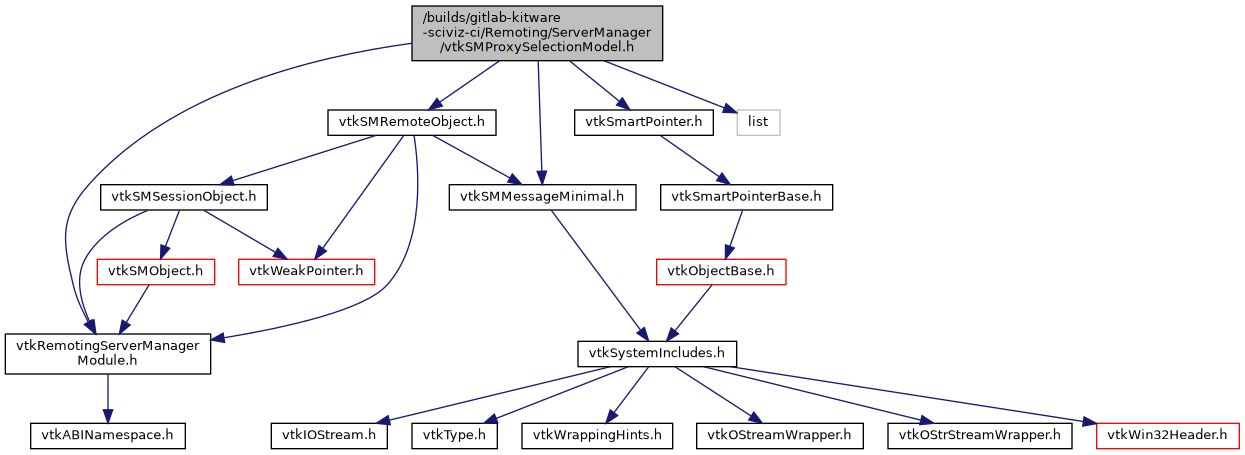 /builds/gitlab-kitware
-sciviz-ci/Remoting/ServerManager
/vtkSMProxySelectionModel.h
vtkSMRemoteObject.h
vtkSmartPointer.h
list
vtkSMSessionObject.h
vtkSMMessageMinimal.h
vtkSmartPointerBase.h
vtkSMObject.h
vtkWeakPointer.h
vtkObjectBase.h
vtkRemotingServerManager
Module.h
vtkSystemIncludes.h
vtkABINamespace.h
vtkIOStream.h
vtkType.h
vtkWrappingHints.h
vtkOStreamWrapper.h
vtkOStrStreamWrapper.h
vtkWin32Header.h